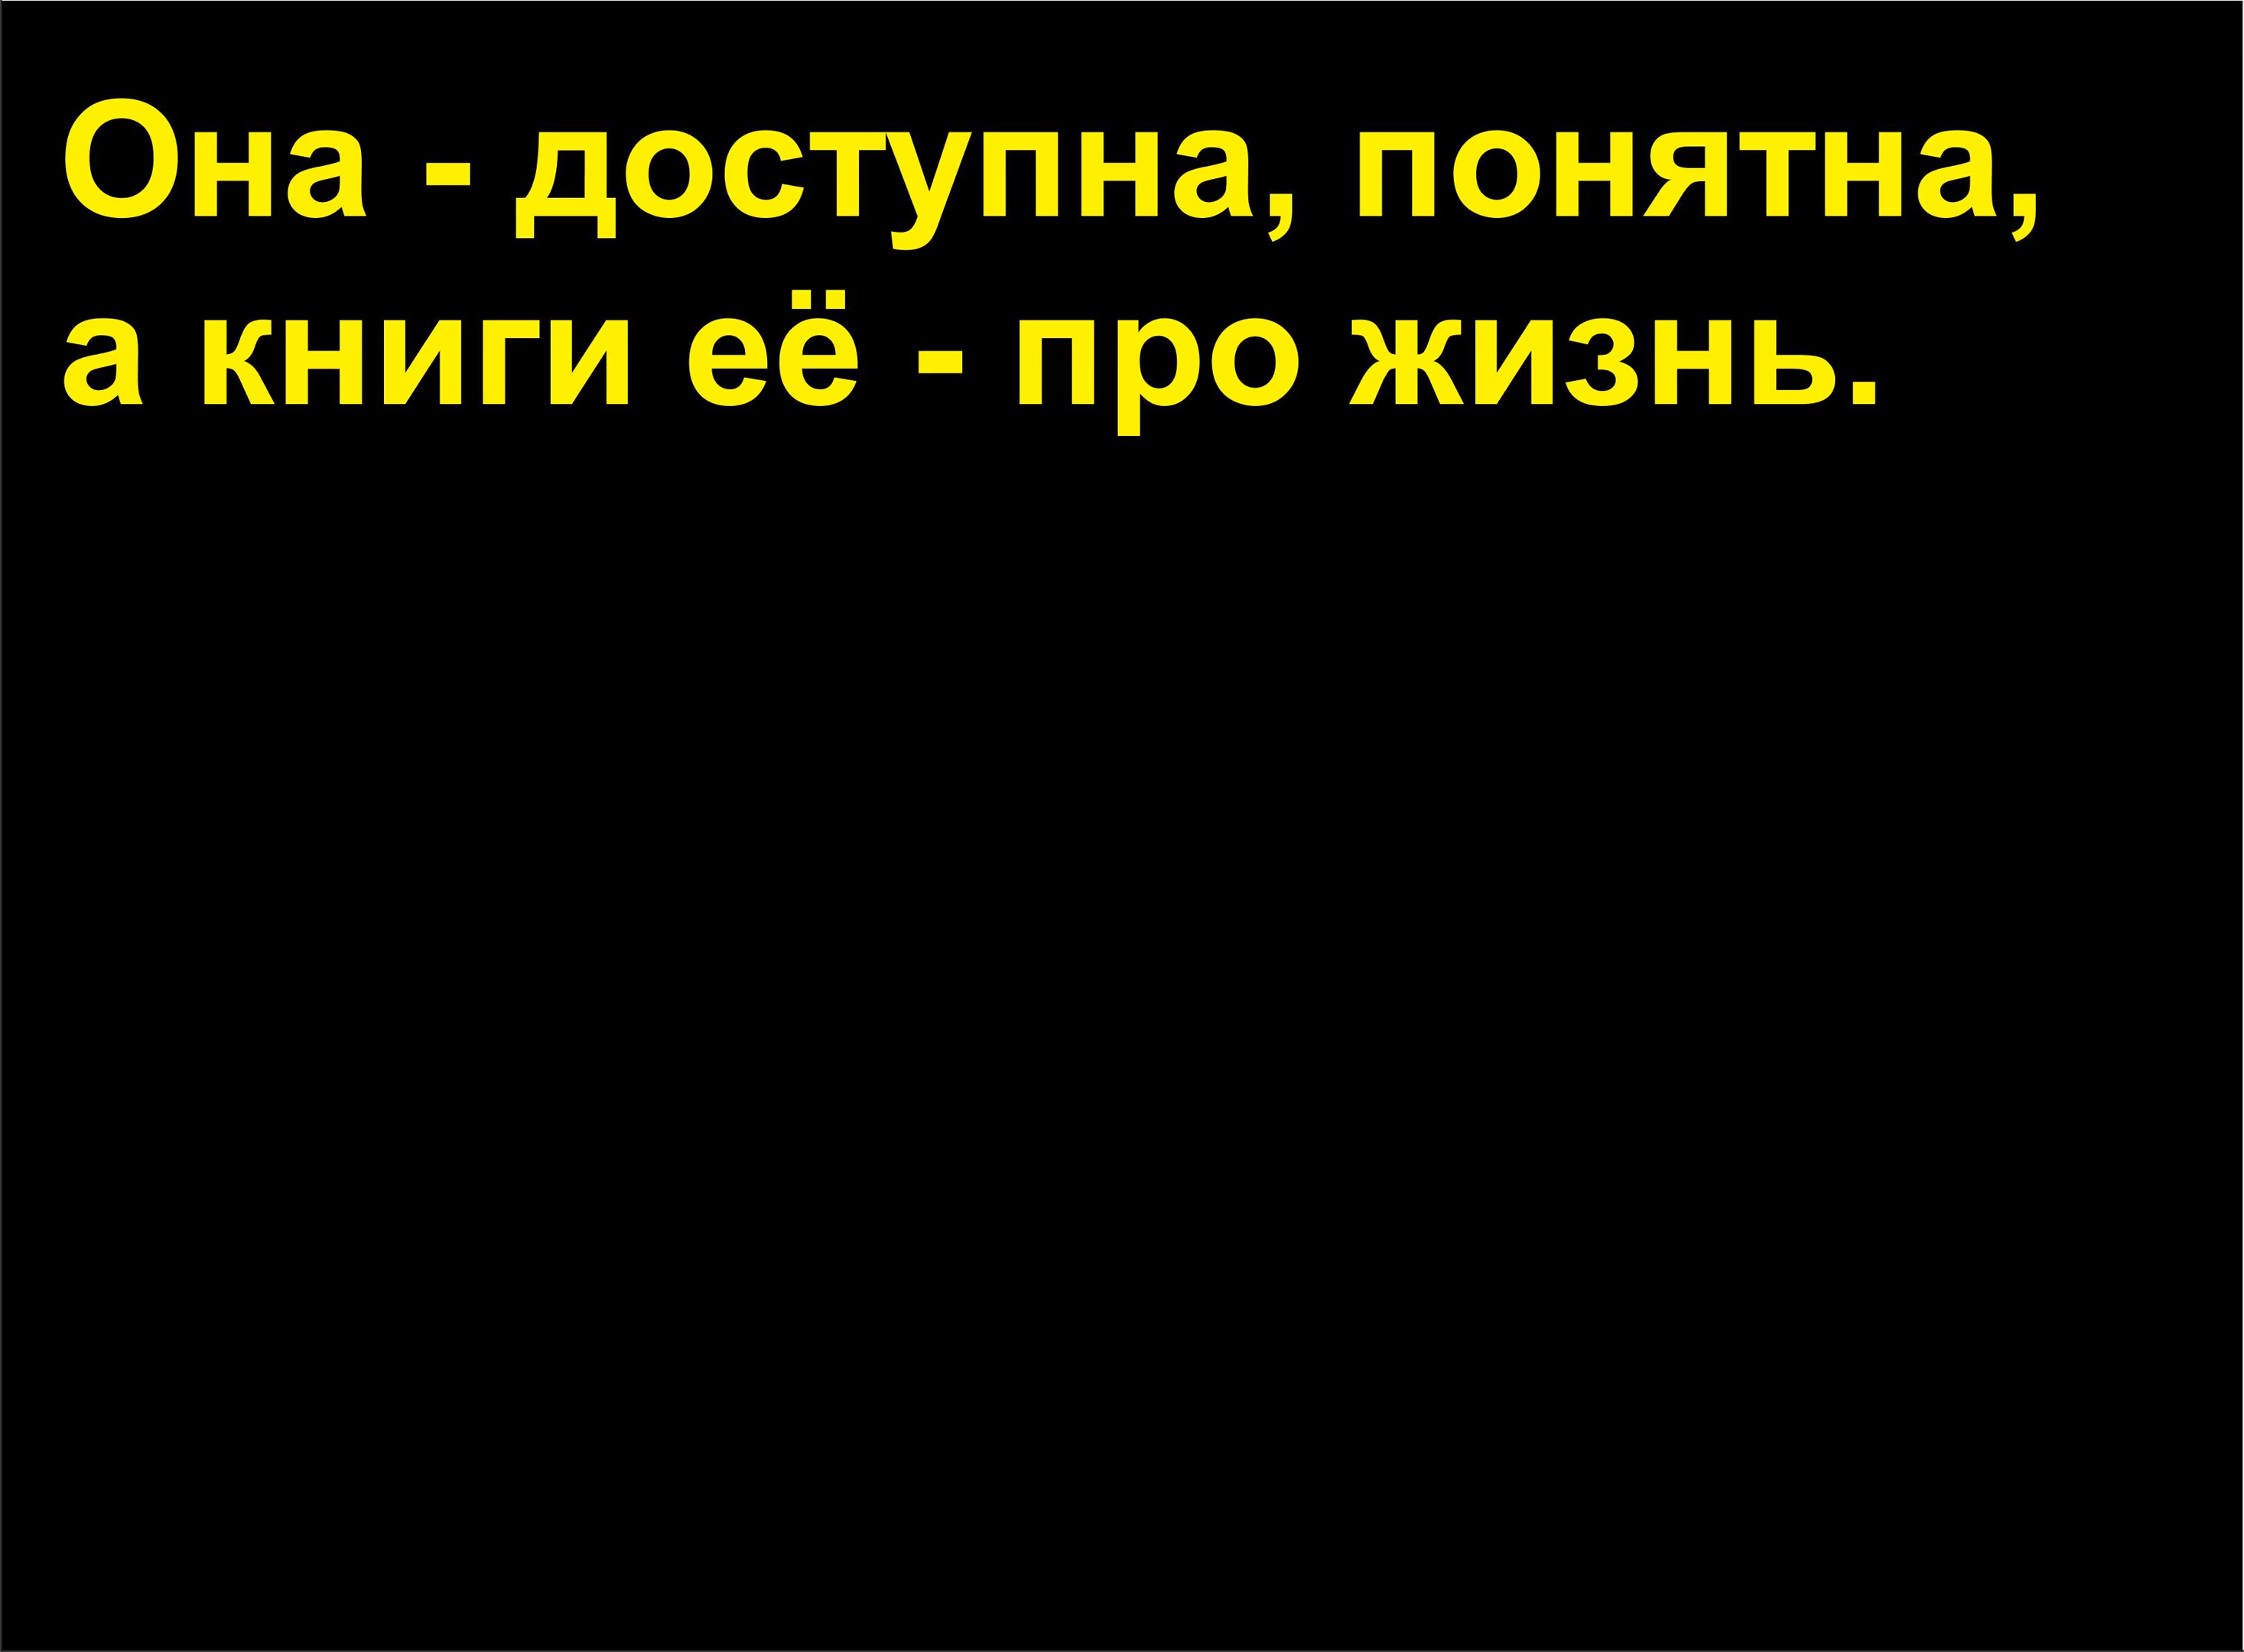 Она - доступна, понятна,
а книги её - про жизнь.